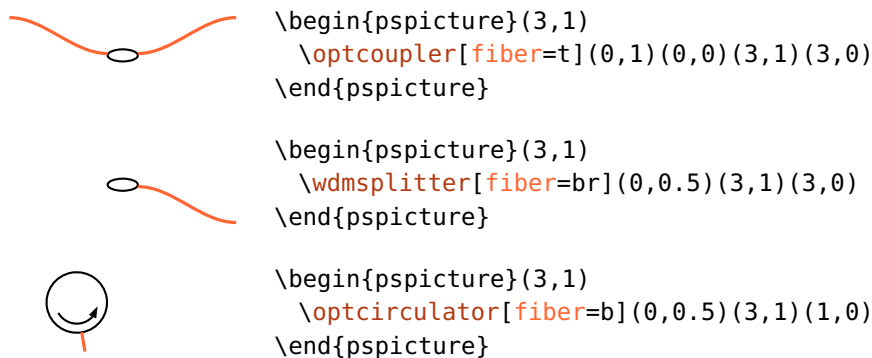 \begin{pspicture}(3,1)
  \optcoupler[fiber=t](0,1)(0,0)(3,1)(3,0)
\end{pspicture}
\begin{pspicture}(3,1)
  \wdmsplitter[fiber=br](0,0.5)(3,1)(3,0)
\end{pspicture}
\begin{pspicture}(3,1)
  \optcirculator[fiber=b](0,0.5)(3,1)(1,0)
\end{pspicture}